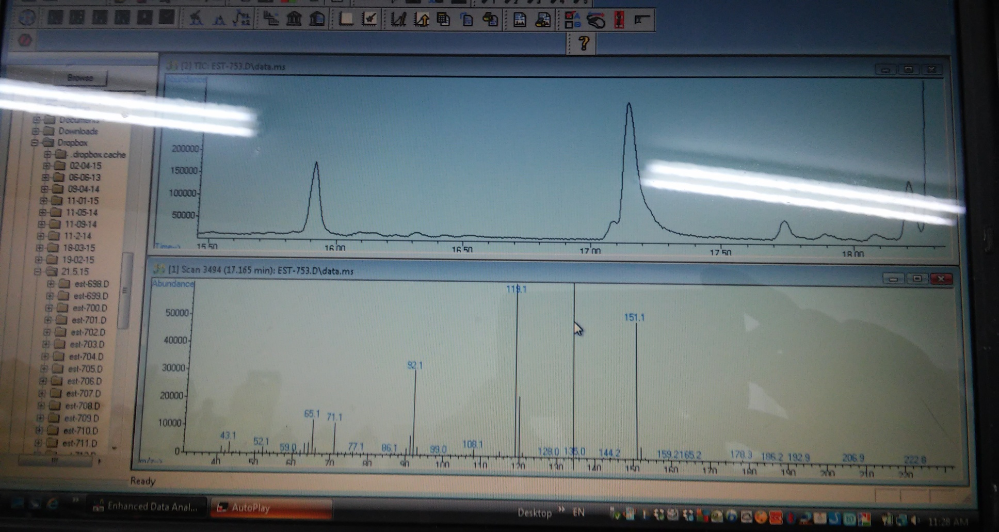 Browse
Documents
Downloads
Dropbox
.dropbox.cache
02-04-15
06-06-13
09-04-14
11-01-15
11-05-14
11-09-14
11-2-14
18-03-15
19-02-15
21.5.15
est-698.D
est-699.D
est-700.D
est-701.D
est-702.D
est-703.D
est-704.D
est-705.D
est-706.D
est-707.D
est-708.D
est-709.D
est-710.D
est-711.D
[2] TIC: EST-753.D\data.ms
Abundance
200000
150000
100000
50000
Time-->
15.50 16.00 16.50 17.00 17.50 18.00
[1] Scan 3494 (17.165 min): EST-753.D\data.ms
Abundance
119.1
50000
151.1
40000
30000
92.1
20000
65.1 71.1
10000
43.1 52.1 59.0 77.1 86.1 99.0 108.1 128.0 135.0 144.2 159.2 165.2 178.3 186.2 192.9 206.9 222.8
0
m/z-->
40 50 60 70 80 90 100 110 120 130 140 150 160 170 180 190 200 210 220
Ready
Enhanced Data Anal...
AutoPlay
Desktop
EN
11:28 AM